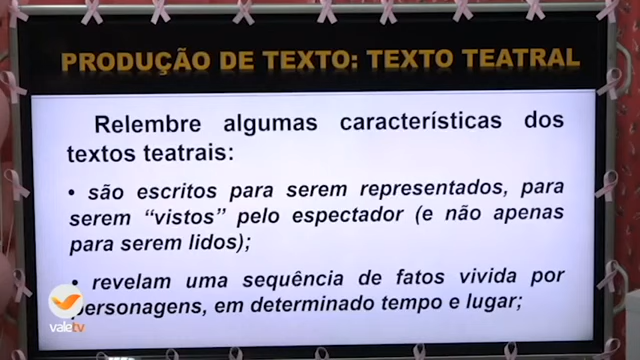 PRODUÇÃO DE TEXTO: TEXTO TEATRAL
Relembre algumas características dos
textos teatrais:
• são escritos para serem representados, para
serem “vistos” pelo espectador (e não apenas
para serem lidos);
• revelam uma sequência de fatos vivida por
personagens, em determinado tempo e lugar;
valetv